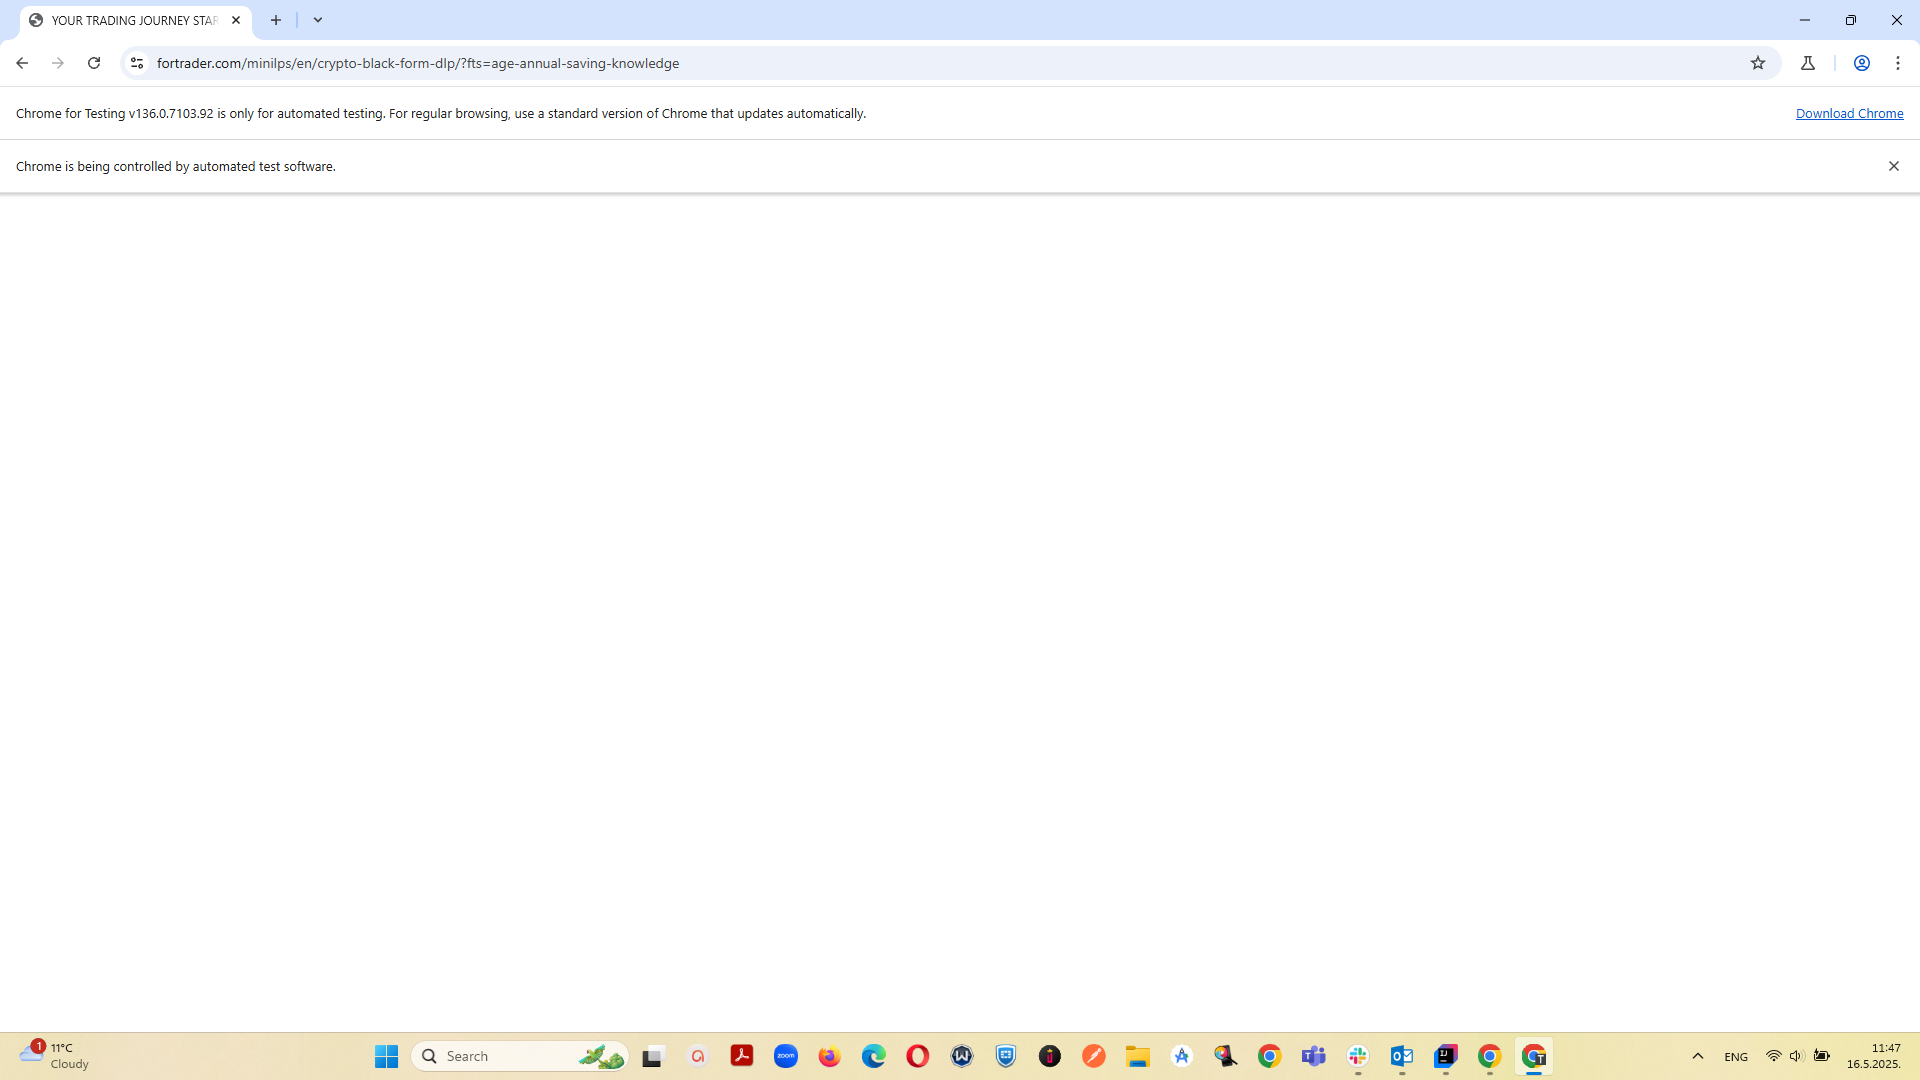 YOUR TRADING JOURNEY STAR
fortrader.com/minilps/en/crypto-black-form-dlp/?fts=age-annual-saving-knowledge
Chrome for Testing v136.0.7103.92 is only for automated testing. For regular browsing, use a standard version of Chrome that updates automatically.
Download Chrome
Chrome is being controlled by automated test software.
1
11°C
Cloudy
Search
zoom
ENG
11:47
16.5.2025.